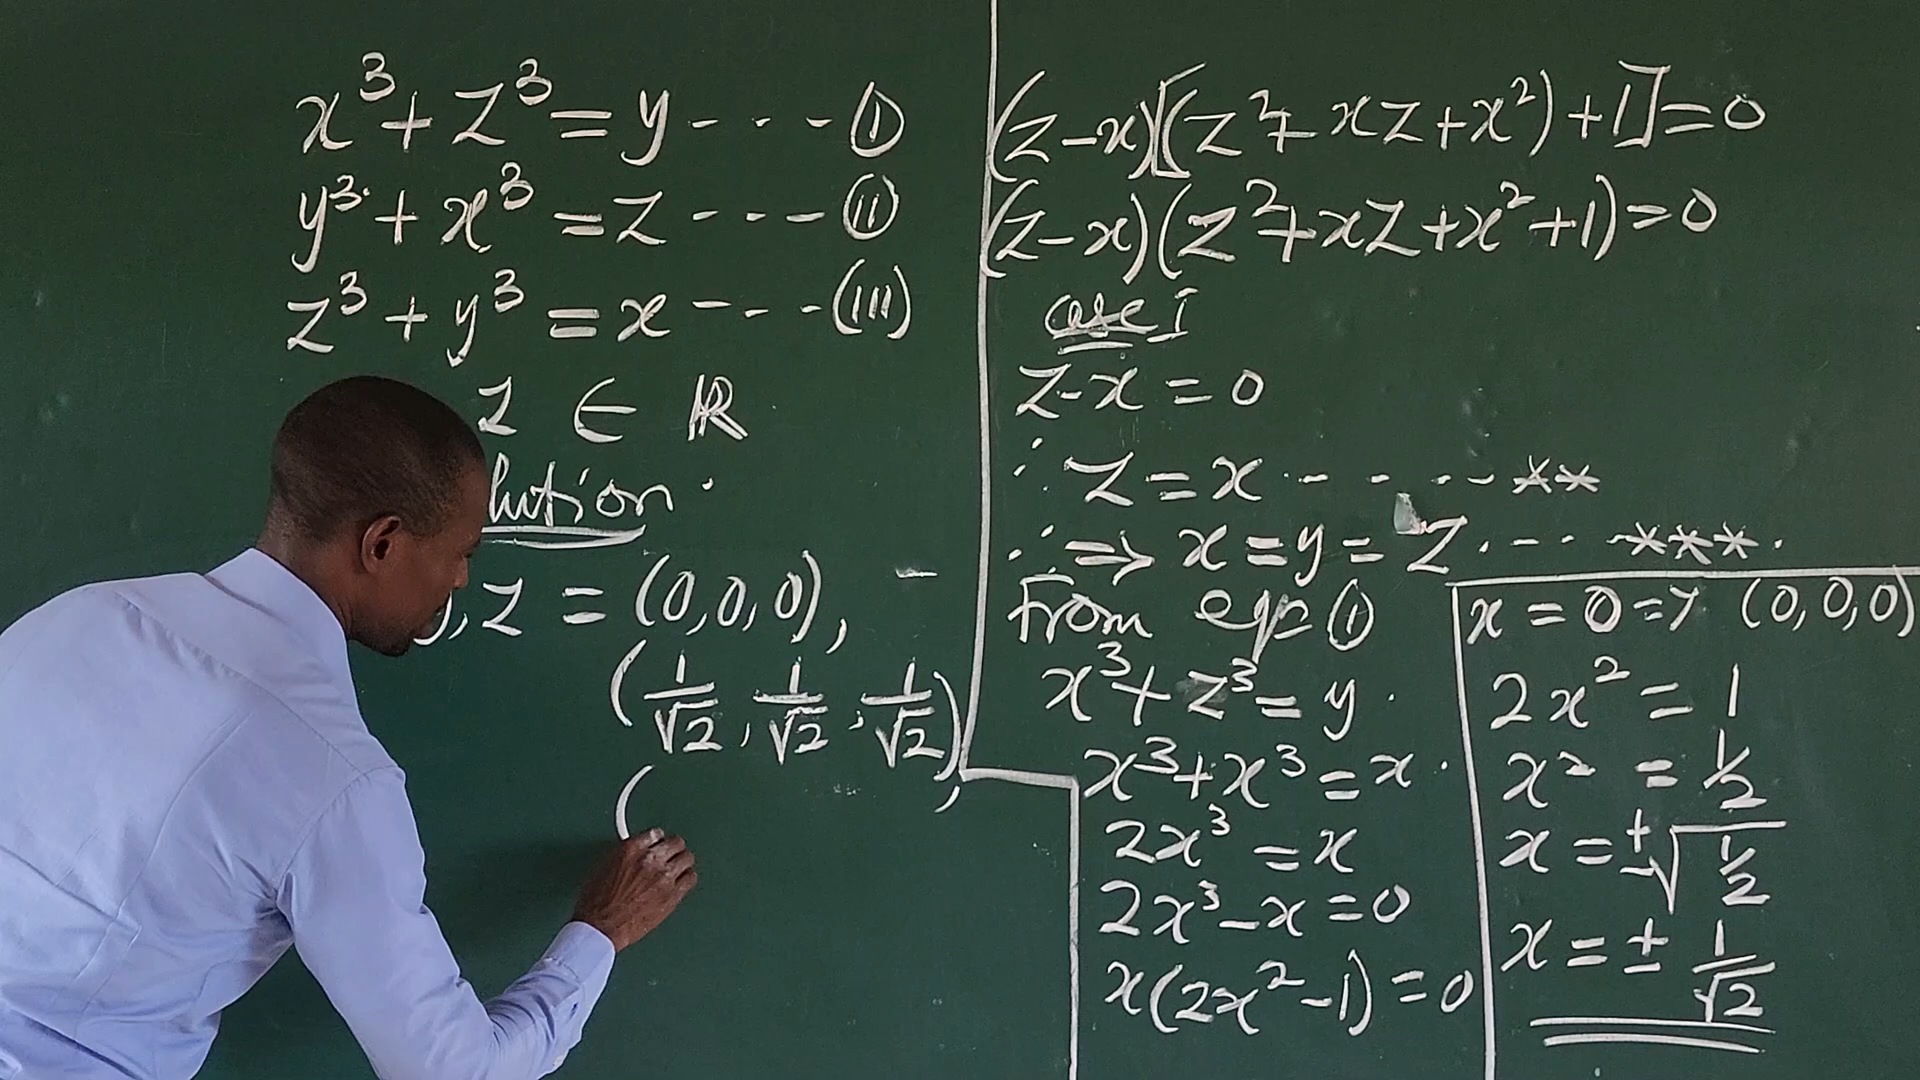 x³ + z³ = y - - - (i)
y³ + x³ = z - - - (ii)
z³ + y³ = x - - - (iii)
z ∈ ℝ
lution
, z = (0, 0, 0),
(1/√2, 1/√2, 1/√2),
(
(z-x)[(z² + xz + x²) + 1] = 0
(z-x)(z² + xz + x² + 1) = 0
case I
z - x = 0
∴ z = x - - - - **
∴ ⇒ x = y = z - - - ***
From eqn (i)
x³ + z³ = y
x³ + x³ = x
2x³ = x
2x³ - x = 0
x(2x² - 1) = 0
x = 0 ⇒ (0, 0, 0)
2x² = 1
x² = 1/2
x = ±√1/2
x = ± 1/√2